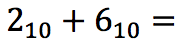 2₁₀ + 6₁₀ =